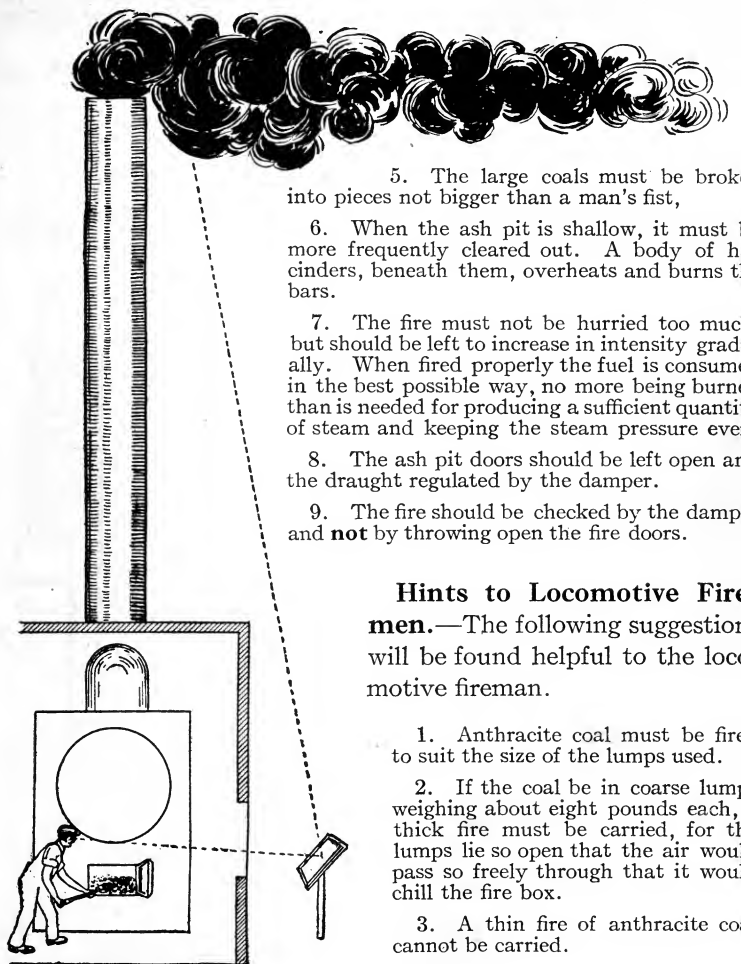 5. The large coals must be broke
into pieces not bigger than a man's fist,
6. When the ash pit is shallow, it must
more frequently cleared out. A body of h
cinders, beneath them, overheats and burns t
bars.
7. The fire must not be hurried too muc
but should be left to increase in intensity grad
ally. When fired properly the fuel is consume
in the best possible way, no more being burne
than is needed for producing a sufficient quanti
of steam and keeping the steam pressure eve
8. The ash pit doors should be left open an
the draught regulated by the damper.
9. The fire should be checked by the damp
and not by throwing open the fire doors.
Hints to Locomotive Fire
men.—The following suggestion
will be found helpful to the loco
motive fireman.
1. Anthracite coal must be fire
to suit the size of the lumps used.
2. If the coal be in coarse lump
weighing about eight pounds each,
thick fire must be carried, for th
lumps lie so open that the air woul
pass so freely through that it woul
chill the fire box.
3. A thin fire of anthracite coa
cannot be carried.